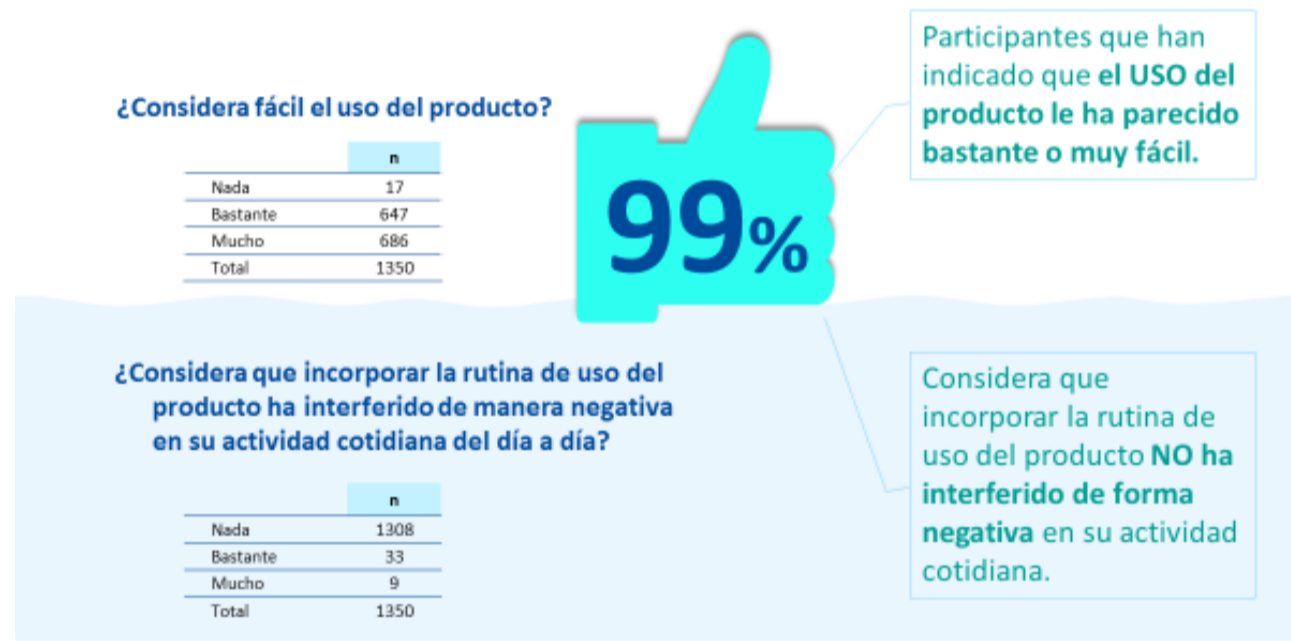 ¿Considera fácil el uso del producto?
n
Nada 17
Bastante 647
Mucho 686
Total 1350
99%
Participantes que han
indicado que el USO del
producto le ha parecido
bastante o muy fácil.
¿Considera que incorporar la rutina de uso del
producto ha interferido de manera negativa
en su actividad cotidiana del día a día?
n
Nada 1308
Bastante 33
Mucho 9
Total 1350
Considera que
incorporar la rutina de
uso del producto NO ha
interferido de forma
negativa en su actividad
cotidiana.